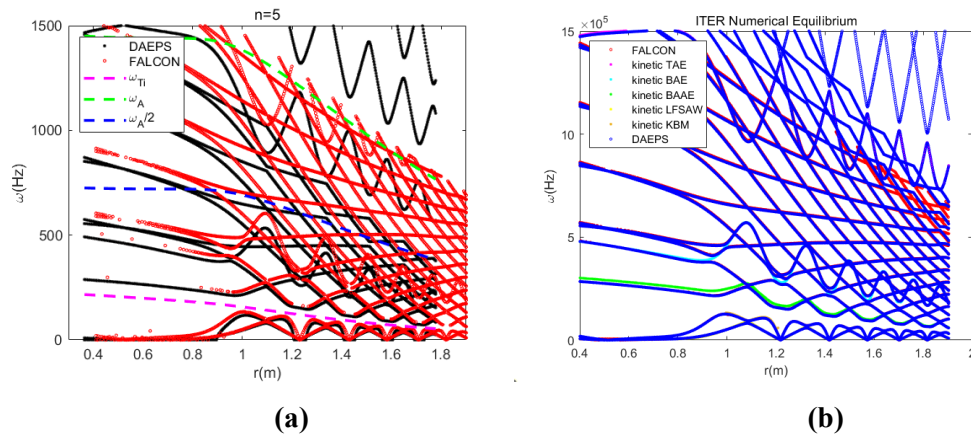 n=5
1500
1000
500
0
ω(Hz)
DAEPS
FALCON
ω_Ti
ω_A
ω_A/2
0.4 0.6 0.8 1 1.2 1.4 1.6 1.8
r(m)
(a)
ITER Numerical Equilibrium
×10^5
15
10
5
0
ω(Hz)
FALCON
kinetic TAE
kinetic BAE
kinetic BAAE
kinetic LFSAW
kinetic KBM
DAEPS
0.4 0.6 0.8 1 1.2 1.4 1.6 1.8 2
r(m)
(b)